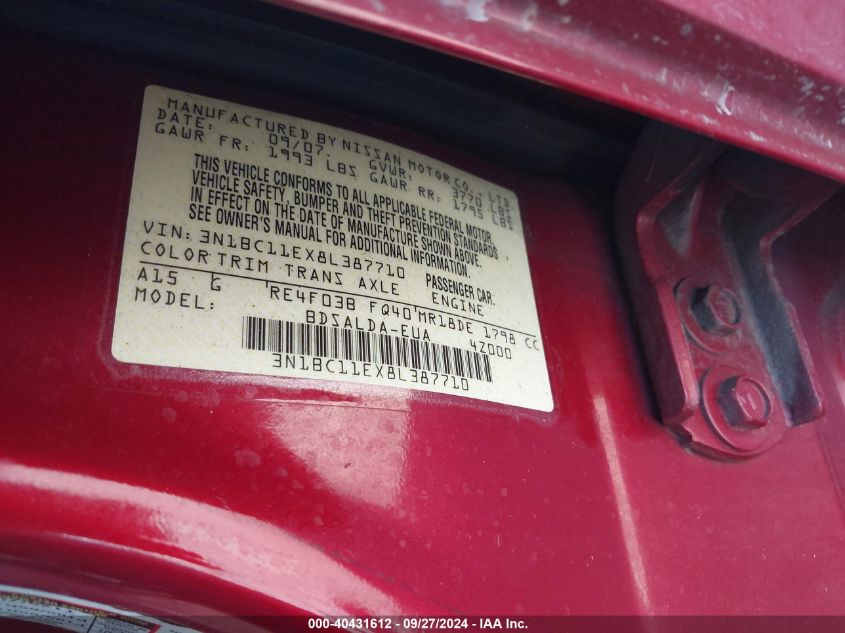 MANUFACTURED BY NISSAN MOTOR CO., LTD.
DATE: 09/07. GVWR: 3770 LBS
GAWR FR: 1993 LBS GAWR RR: 1795 LBS
THIS VEHICLE CONFORMS TO ALL APPLICABLE FEDERAL MOTOR
VEHICLE SAFETY, BUMPER AND THEFT PREVENTION STANDARDS
IN EFFECT ON THE DATE OF MANUFACTURE SHOWN ABOVE.
SEE OWNER'S MANUAL FOR ADDITIONAL INFORMATION.
VIN: 3N1BC11EX8L387710 PASSENGER CAR.
COLOR TRIM TRANS AXLE ENGINE
A15 G RE4F03B FQ40 MR18DE 1798 CC
MODEL: BDSALDA-EUA 42000
3N1BC11EX8L387710
000-40431612 - 09/27/2024 - IAA Inc.